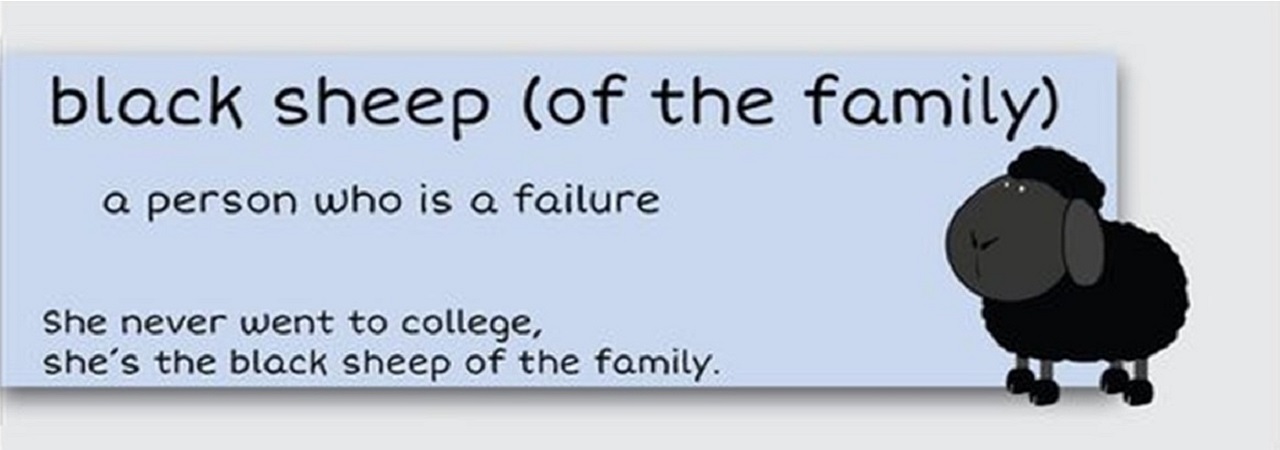 black sheep (of the family)
a person who is a failure
She never went to college,
she's the black sheep of the family.